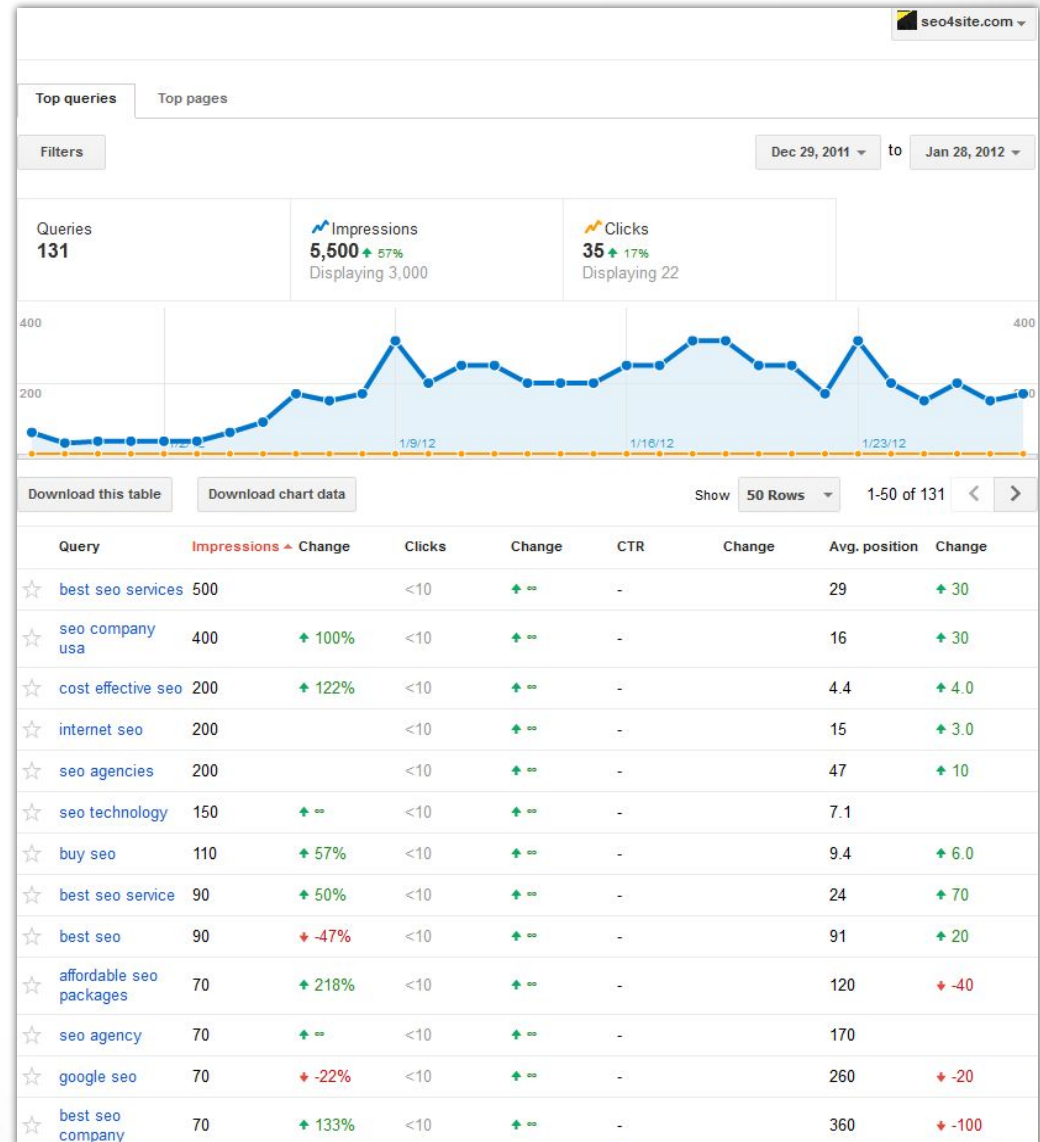 seo4site.com
Top queries Top pages
Filters Dec 29, 2011 to Jan 28, 2012
Queries Impressions Clicks
131 5,500 57% 35 17%
Displaying 3,000 Displaying 22
400 400
200
1/9/12 1/16/12 1/23/12
Download this table Download chart data Show 50 Rows 1-50 of 131
Query Impressions Change Clicks Change CTR Change Avg. position Change
best seo services 500 <10 ∞ - 29 30
seo company
usa 400 100% <10 ∞ - 16 30
cost effective seo 200 122% <10 ∞ - 4.4 4.0
internet seo 200 <10 ∞ - 15 3.0
seo agencies 200 <10 ∞ - 47 10
seo technology 150 ∞ <10 ∞ - 7.1
buy seo 110 57% <10 ∞ - 9.4 6.0
best seo service 90 50% <10 ∞ - 24 70
best seo 90 -47% <10 ∞ - 91 20
affordable seo
packages 70 218% <10 ∞ - 120 -40
seo agency 70 ∞ <10 ∞ - 170
google seo 70 -22% <10 ∞ - 260 -20
best seo
company 70 133% <10 ∞ - 360 -100